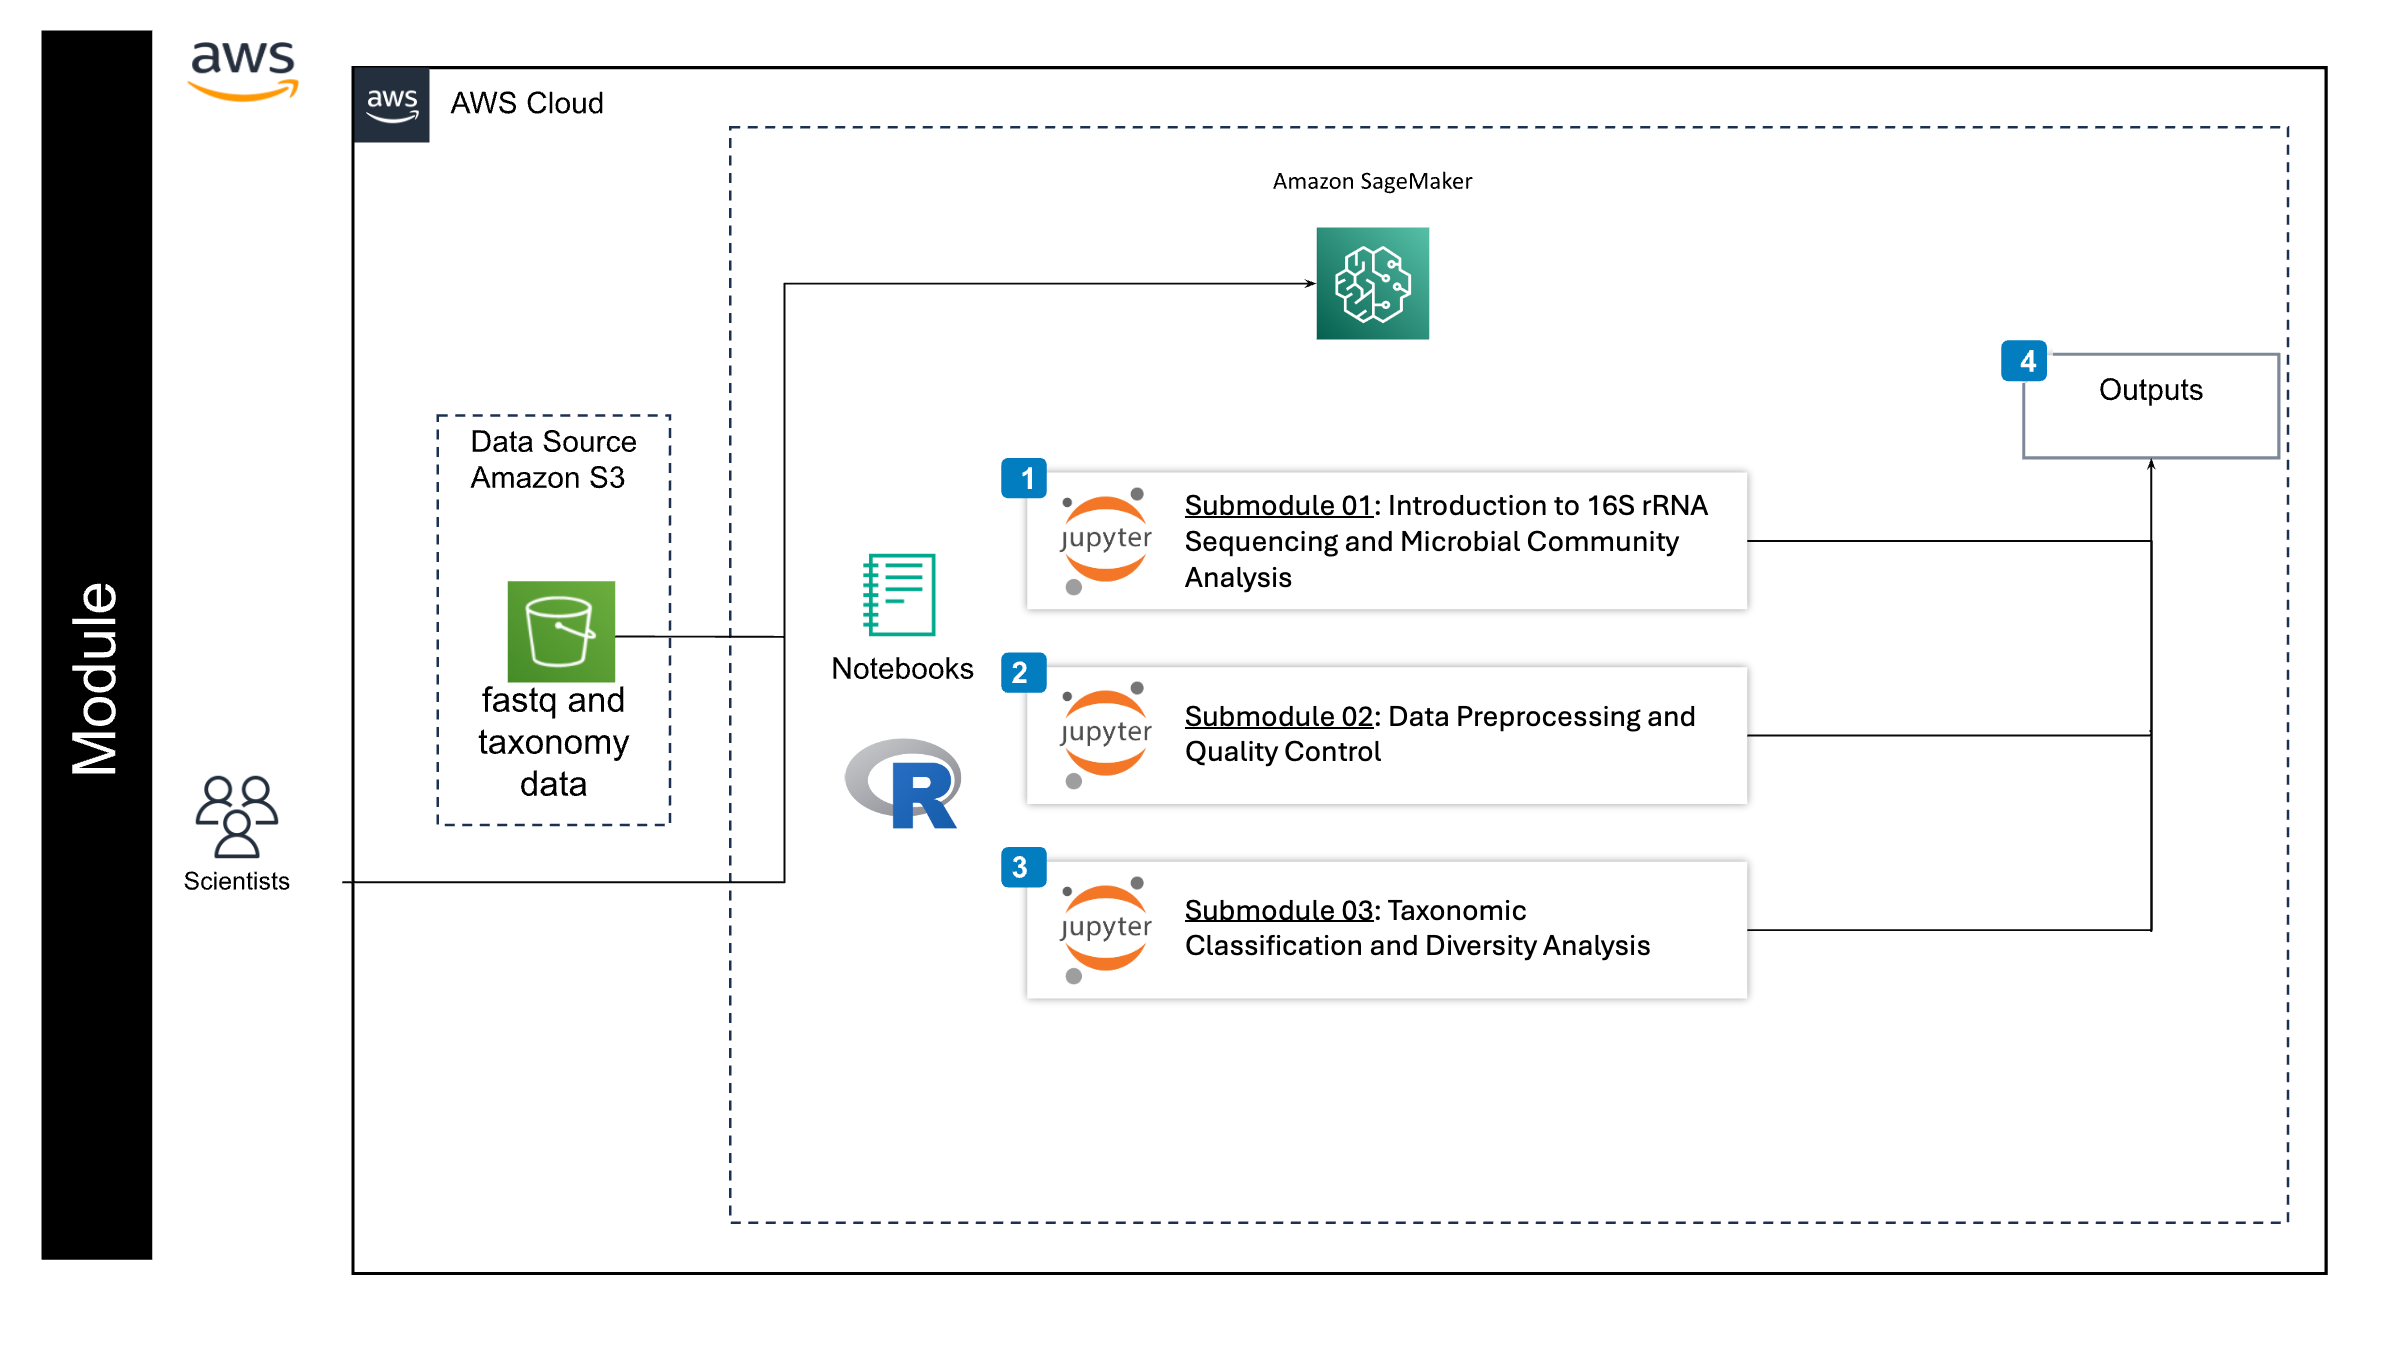 Module
aws
aws
AWS Cloud
Amazon SageMaker
4
Outputs
Data Source
Amazon S3
fastq and
taxonomy
data
Scientists
Notebooks
R
1
jupyter
Submodule 01: Introduction to 16S rRNA
Sequencing and Microbial Community
Analysis
2
jupyter
Submodule 02: Data Preprocessing and
Quality Control
3
jupyter
Submodule 03: Taxonomic
Classification and Diversity Analysis